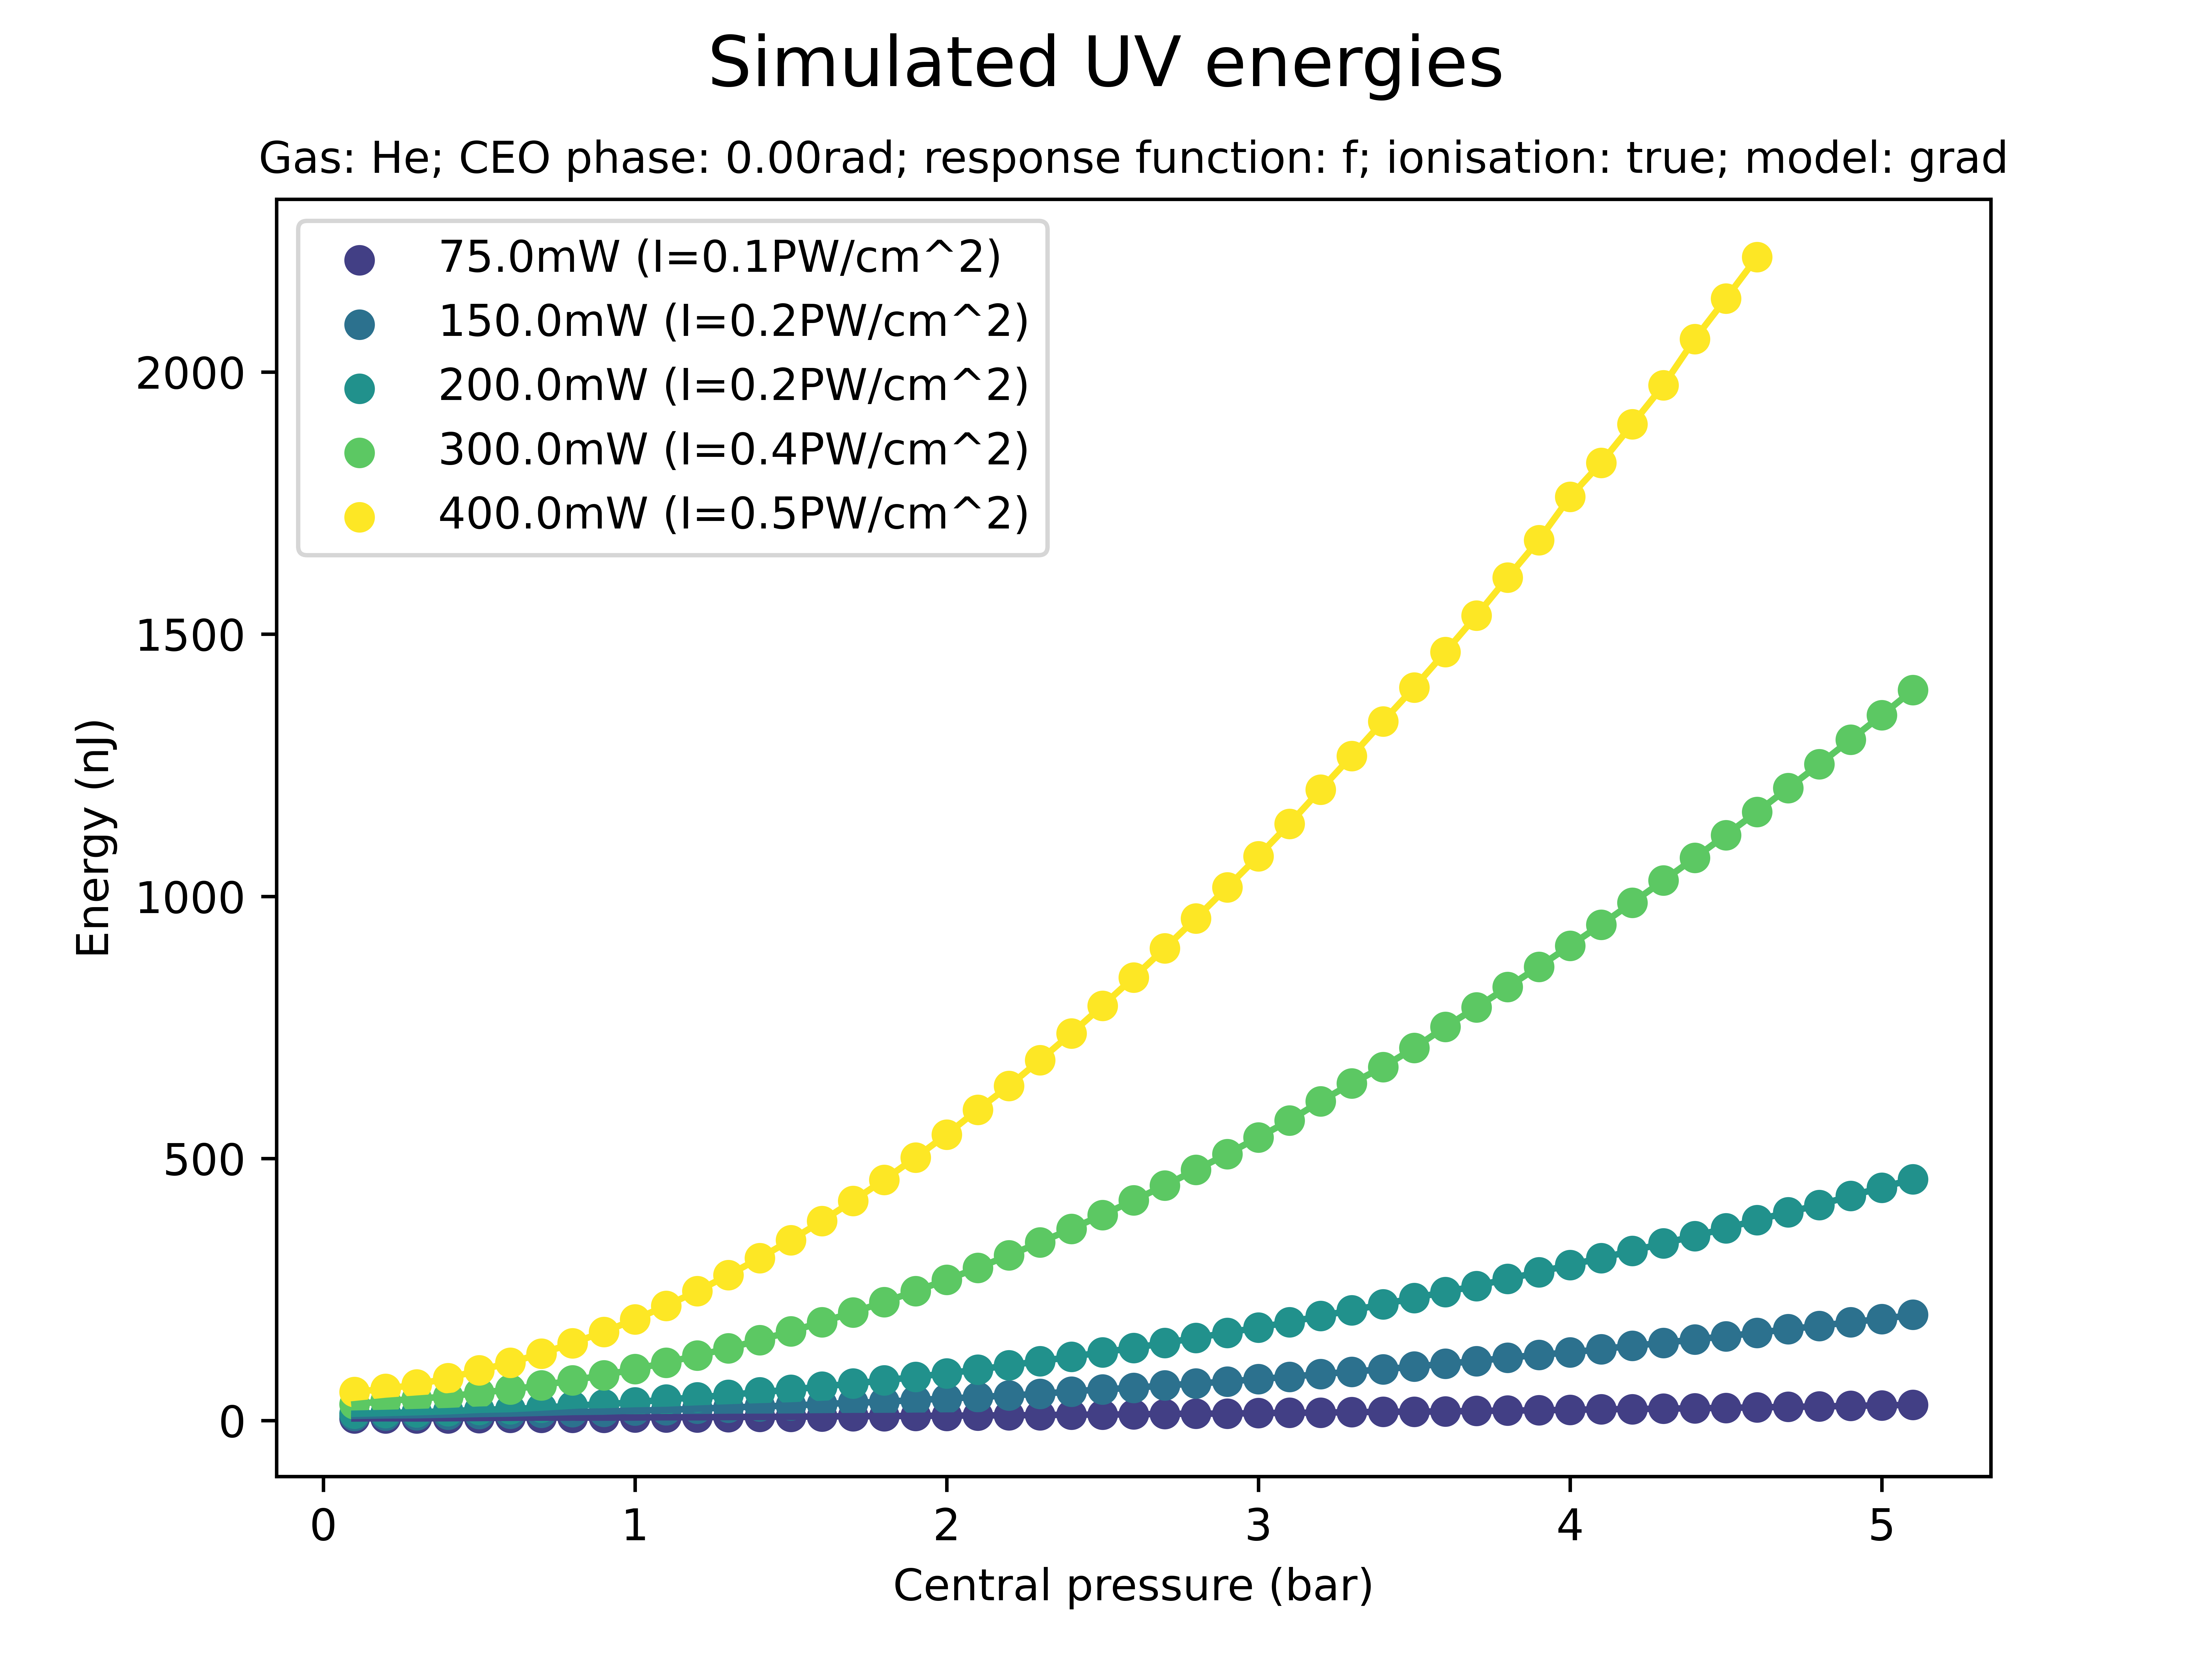 Simulated UV energies
Gas: He; CEO phase: 0.00rad; response function: f; ionisation: true; model: grad
75.0mW (I=0.1PW/cm^2)
150.0mW (I=0.2PW/cm^2)
200.0mW (I=0.2PW/cm^2)
300.0mW (I=0.4PW/cm^2)
400.0mW (I=0.5PW/cm^2)
2000
1500
1000
500
0
Energy (nJ)
0 1 2 3 4 5
Central pressure (bar)